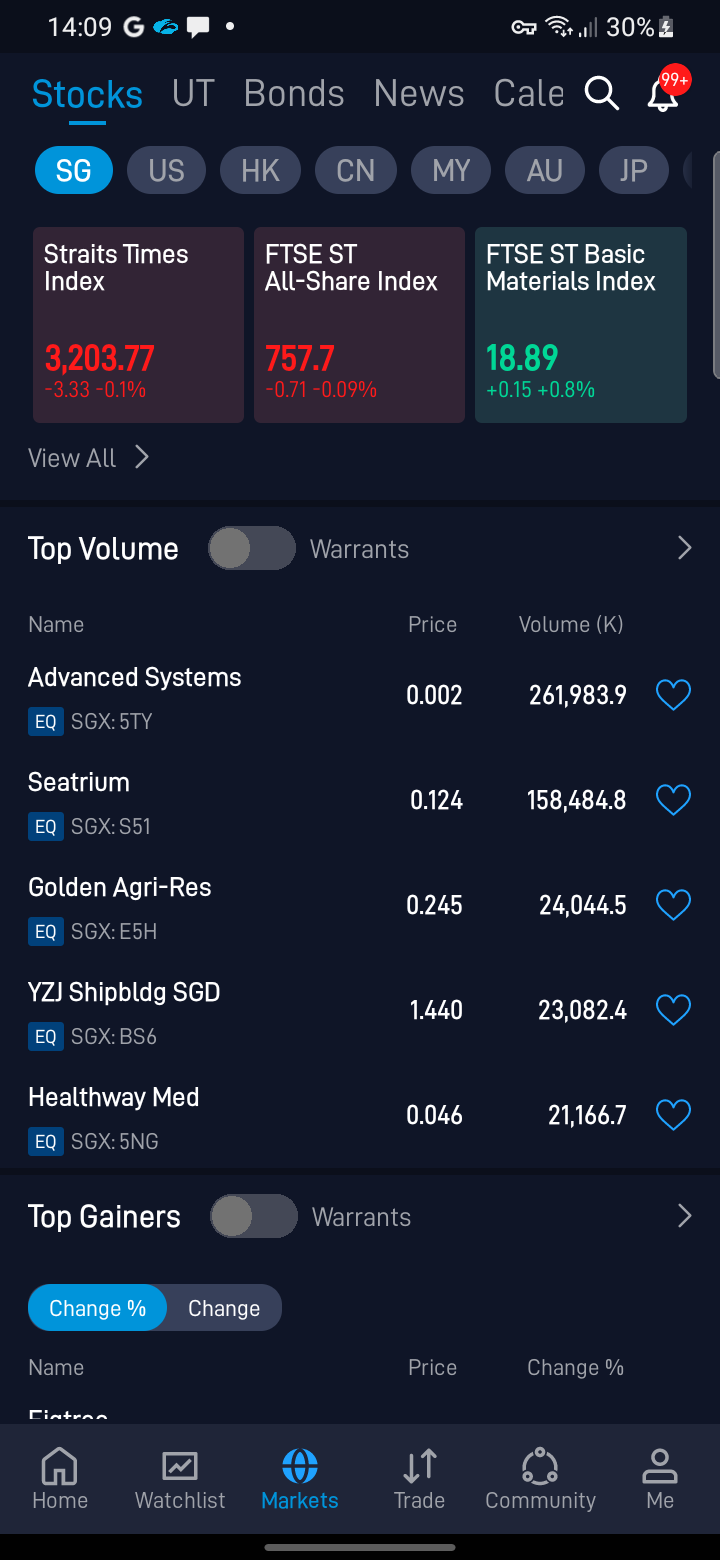 14:09 G 30%
Stocks UT Bonds News Cale 99+
SG US HK CN MY AU JP
Straits Times
Index
3,203.77
-3.33 -0.1%
FTSE ST
All-Share Index
757.7
-0.71 -0.09%
FTSE ST Basic
Materials Index
18.89
+0.15 +0.8%
View All
Top Volume Warrants
Name Price Volume (K)
Advanced Systems
EQ SGX: 5TY
0.002 261,983.9
Seatrium
EQ SGX: S51
0.124 158,484.8
Golden Agri-Res
EQ SGX: E5H
0.245 24,044.5
YZJ Shipbldg SGD
EQ SGX: BS6
1.440 23,082.4
Healthway Med
EQ SGX: 5NG
0.046 21,166.7
Top Gainers Warrants
Change % Change
Name Price Change %
Home Watchlist Markets Trade Community Me